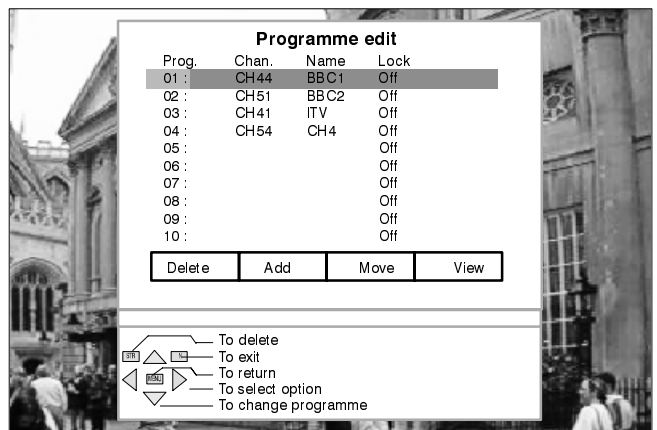 Programme edit
Prog. Chan. Name Lock
01 : CH44 BBC1 Off
02 : CH51 BBC2 Off
03 : CH41 ITV Off
04 : CH54 CH4 Off
05 : Off
06 : Off
07 : Off
08 : Off
09 : Off
10 : Off
Delete Add Move View
To delete
STR N To exit
MENU To return
To select option
To change programme